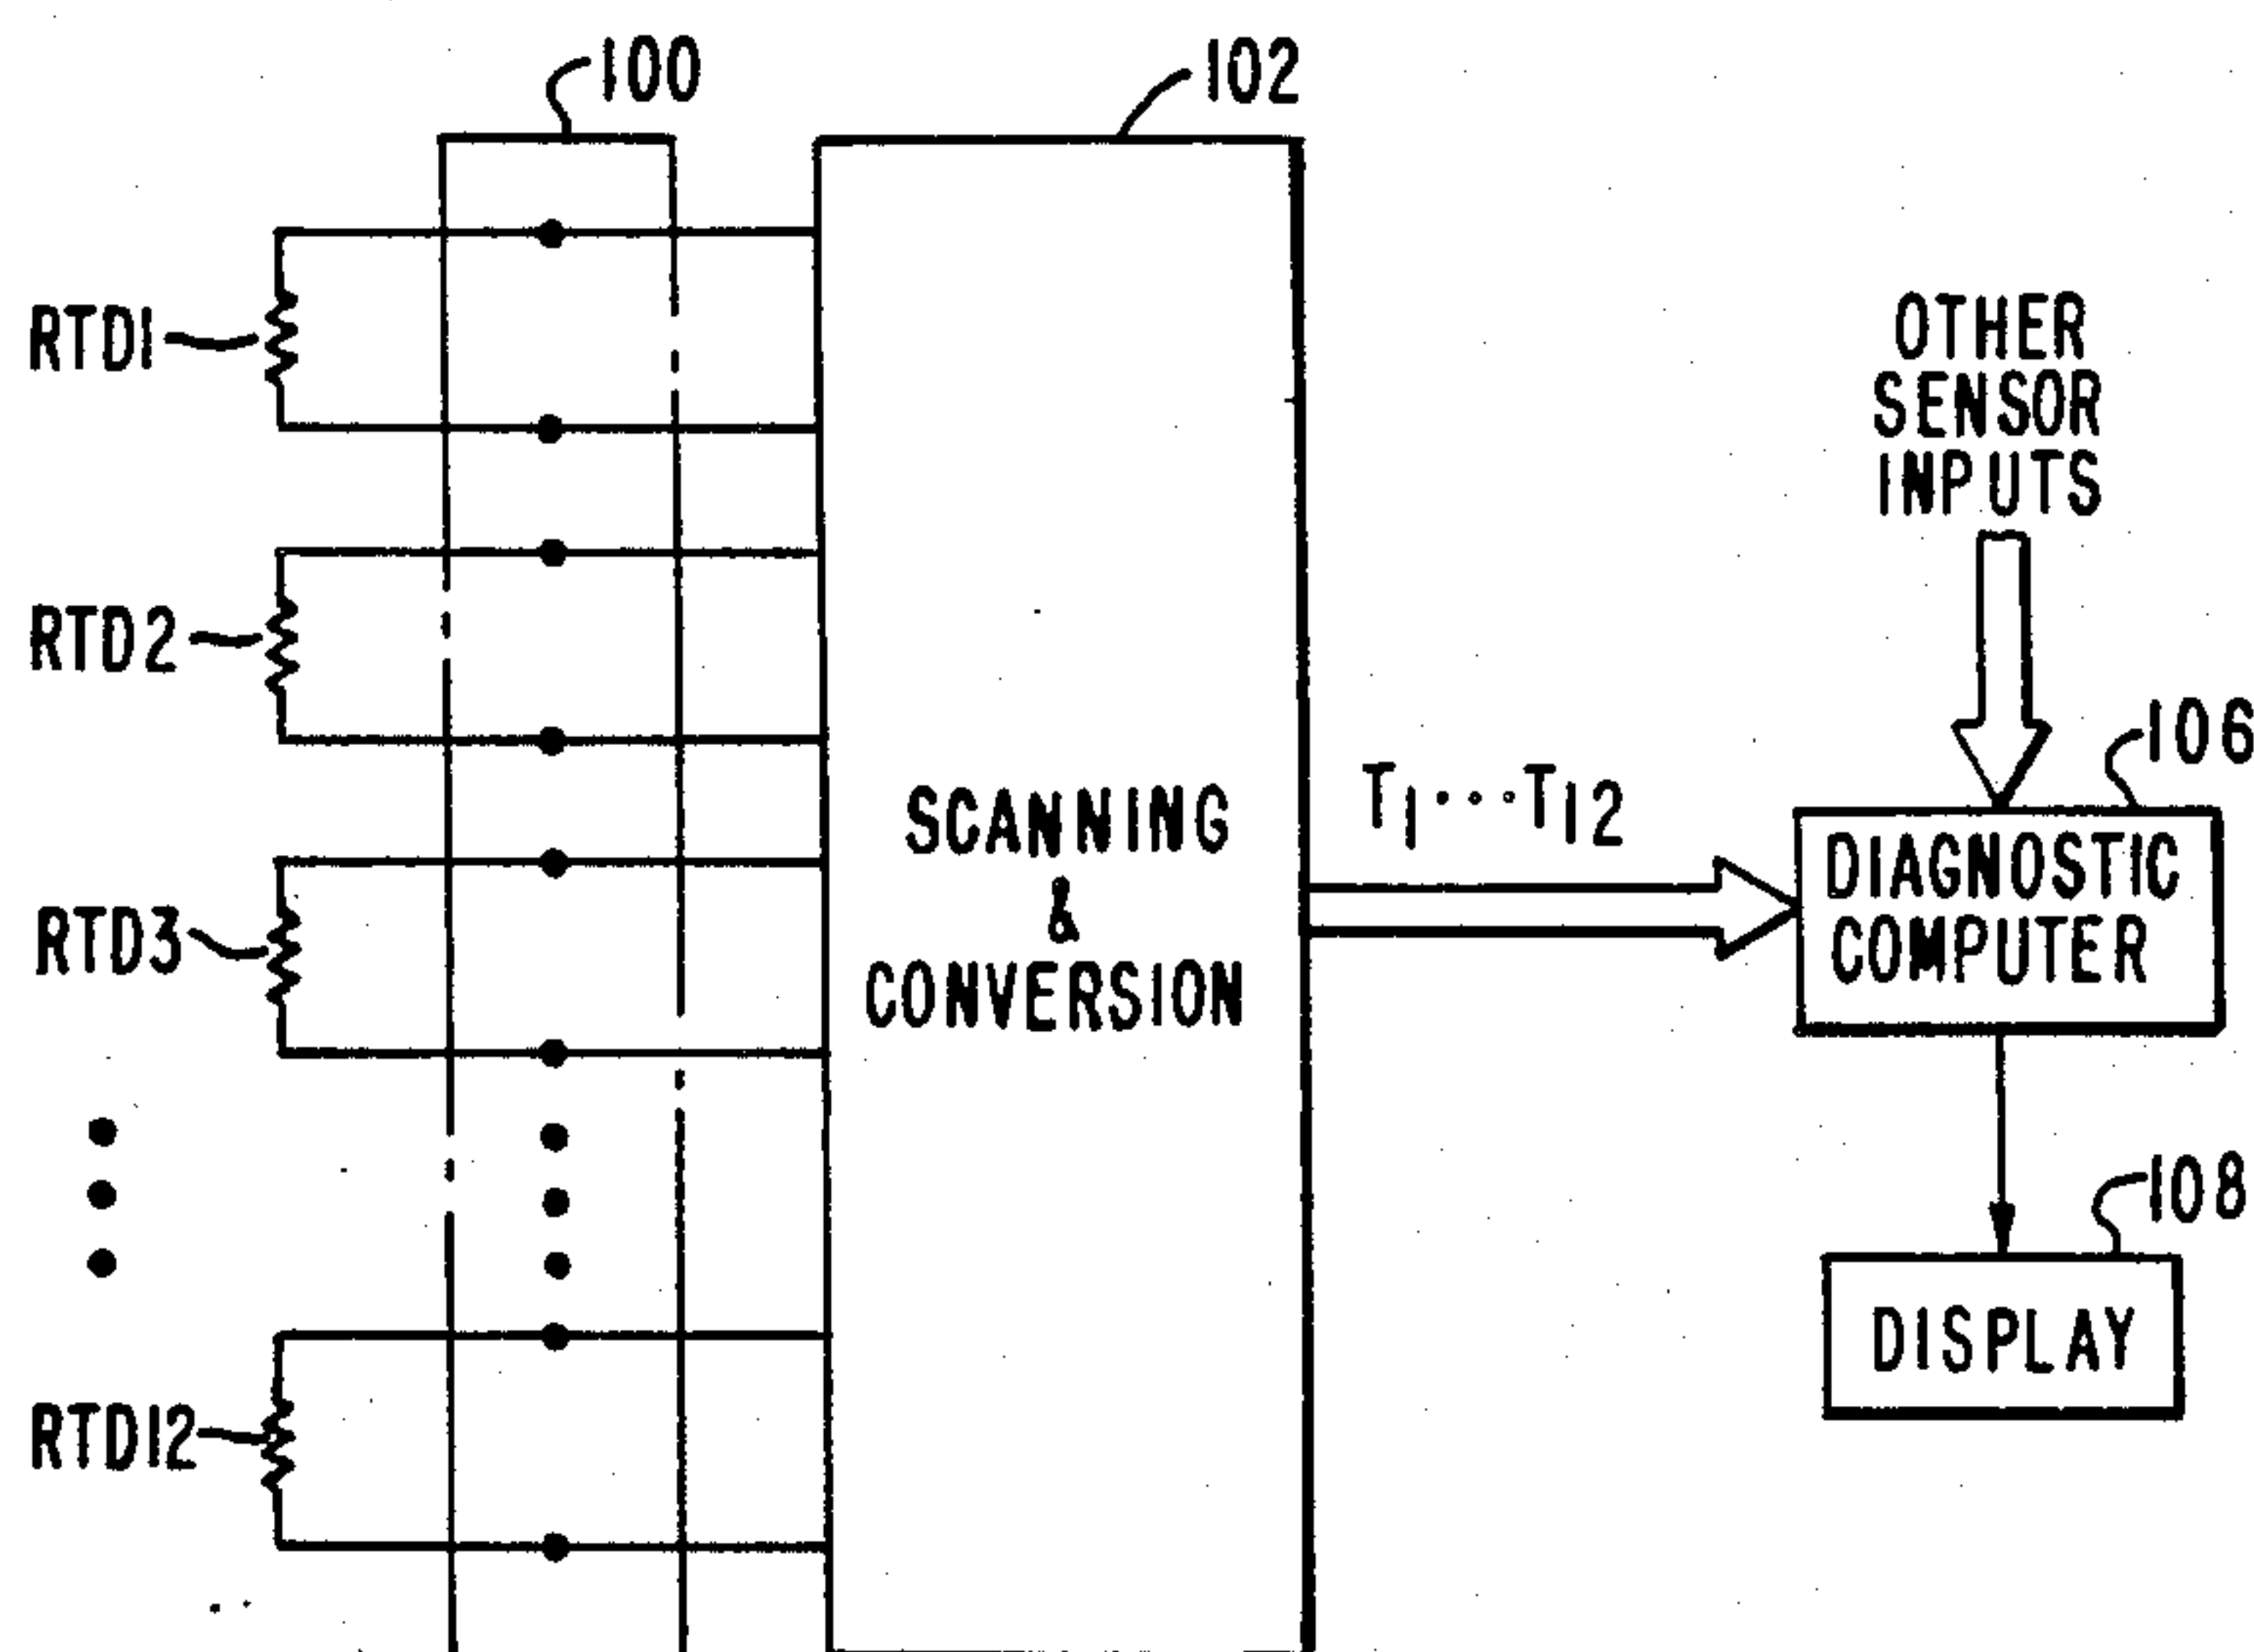 100
102
RTD1
OTHER
SENSOR
INPUTS
RTD2
106
T1...T12
SCANNING
&
CONVERSION
DIAGNOSTIC
COMPUTER
RTD3
108
DISPLAY
RTD12